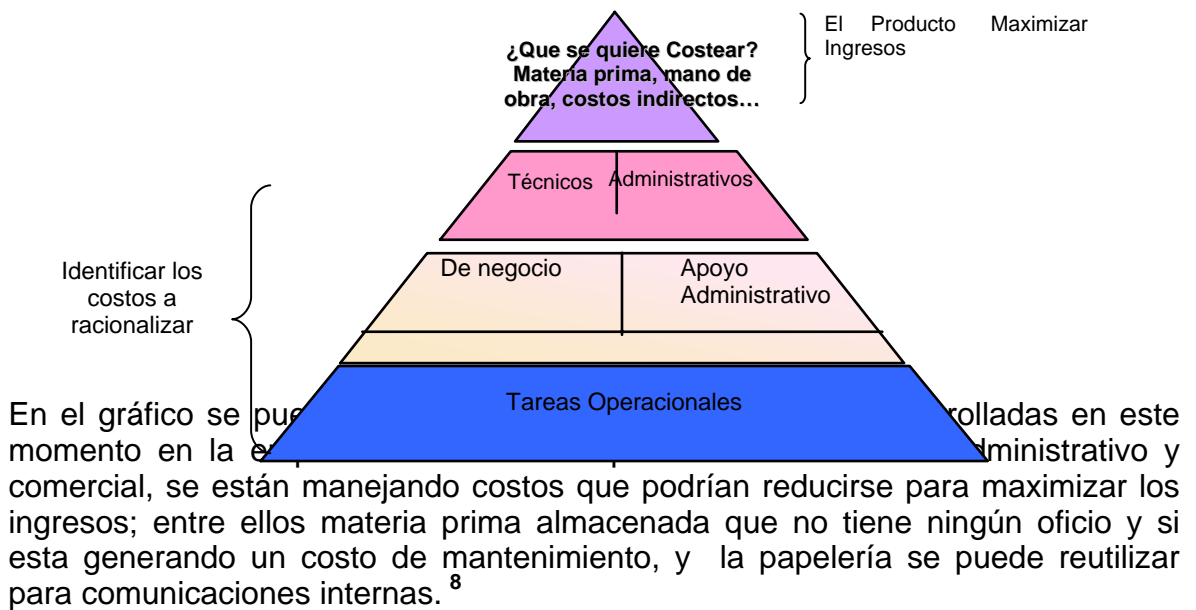 El Producto Maximizar
Ingresos
¿Que se quiere Costear?
Materia prima, mano de
obra, costos indirectos…
Técnicos Administrativos
De negocio Apoyo
Administrativo
Identificar los
costos a
racionalizar
Tareas Operacionales
En el gráfico se pue rolladas en este
momento en la e ministrativo y
comercial, se están manejando costos que podrían reducirse para maximizar los
ingresos; entre ellos materia prima almacenada que no tiene ningún oficio y si
esta generando un costo de mantenimiento, y la papelería se puede reutilizar
para comunicaciones internas. 8